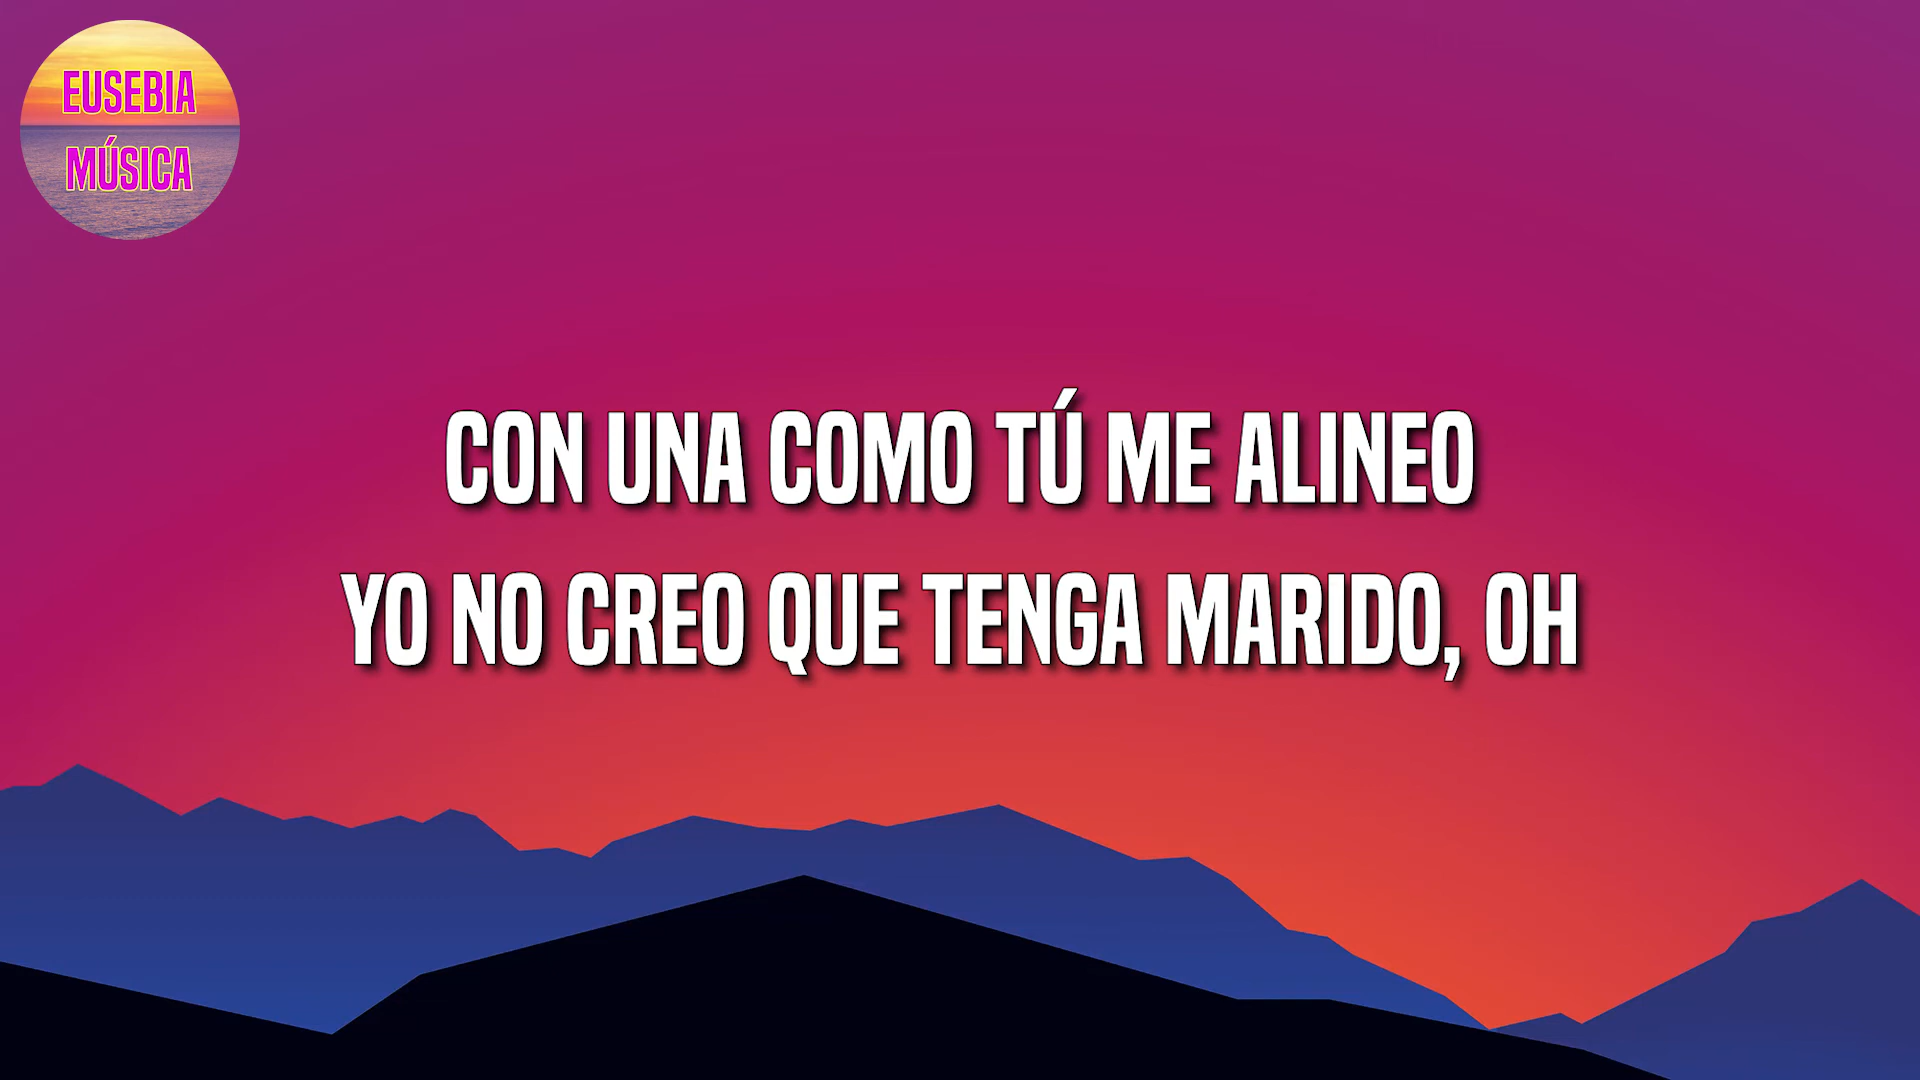 EUSEBIA
MÚSICA
CON UNA COMO TÚ ME ALINEO
YO NO CREO QUE TENGA MARIDO, OH